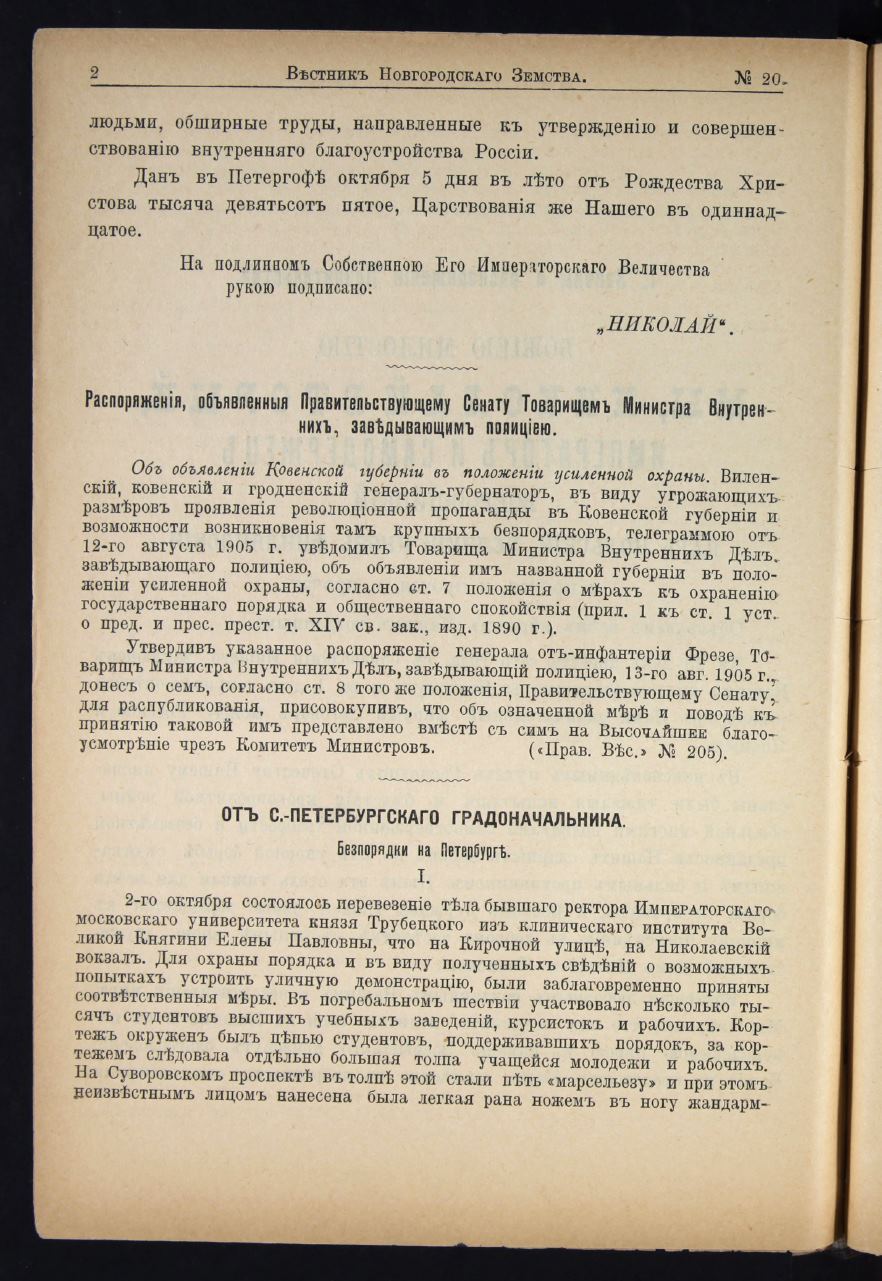 2
Вѣстникъ Новгородскаго Земства.
№ 20.
людьми, обширные труды, направленные къ утвержденію и совершен-
ствованію внутренняго благоустройства Россіи.
Данъ въ Петергофѣ октября 5 дня въ лѣто отъ Рождества Хри-
стова тысяча девятьсотъ пятое, Царствованія же Нашего въ одиннад-
цатое.
На подлинномъ Собственною Его Императорскаго Величества
рукою подписано:
„НИКОЛАЙ“.
Распоряженія, объявленныя Правительствующему Сенату Товарищемъ Министра Внутрен-
нихъ, завѣдывающимъ полиціею.
Объ объявленіи Ковенской губерніи въ положеніи усиленной охраны. Вилен-
скій, ковенскій и гродненскій генералъ-губернаторъ, въ виду угрожающихъ
размѣровъ проявленія революціонной пропаганды въ Ковенской губерніи и
возможности возникновенія тамъ крупныхъ безпорядковъ, телеграммою отъ
12-го августа 1905 г. увѣдомилъ Товарища Министра Внутреннихъ Дѣлъ,
завѣдывающаго полиціею, объ объявленіи имъ названной губерніи въ поло-
женіи усиленной охраны, согласно ст. 7 положенія о мѣрахъ къ охраненію
государственнаго порядка и общественнаго спокойствія (прил. 1 къ ст. 1 уст.
о пред. и прес. прест. т. XIV св. зак., изд. 1890 г.).
Утвердивъ указанное распоряженіе генерала отъ-инфантеріи Фрезе, То-
варищъ Министра Внутреннихъ Дѣлъ, завѣдывающій полиціею, 13-го авг. 1905 г.,
донесъ о семъ, согласно ст. 8 того же положенія, Правительствующему Сенату,
для распубликованія, присовокупивъ, что объ означенной мѣрѣ и поводѣ къ
принятію таковой имъ представлено вмѣстѣ съ симъ на Высочайшее благо-
усмотрѣніе чрезъ Комитетъ Министровъ. («Прав. Вѣс.» № 205).
ОТЪ С.-ПЕТЕРБУРГСКАГО ГРАДОНАЧАЛЬНИКА.
Безпорядки на Петербургѣ.
I.
2-го октября состоялось перевезеніе тѣла бывшаго ректора Императорскаго
московскаго университета князя Трубецкого изъ клиническаго института Ве-
ликой Княгини Елены Павловны, что на Кирочной улицѣ, на Николаевскій
вокзалъ. Для охраны порядка и въ виду полученныхъ свѣдѣній о возможныхъ
попыткахъ устроить уличную демонстрацію, были заблаговременно приняты
соотвѣтственныя мѣры. Въ погребальномъ шествіи участвовало нѣсколько ты-
сячъ студентовъ высшихъ учебныхъ заведеній, курсистокъ и рабочихъ. Кор-
тежъ окруженъ былъ цѣпью студентовъ, поддерживавшихъ порядокъ, за кор-
тежемъ слѣдовала отдѣльно большая толпа учащейся молодежи и рабочихъ.
На Суворовскомъ проспектѣ въ толпѣ этой стали пѣть «марсельезу» и при этомъ
неизвѣстнымъ лицомъ нанесена была легкая рана ножемъ въ ногу жандарм-